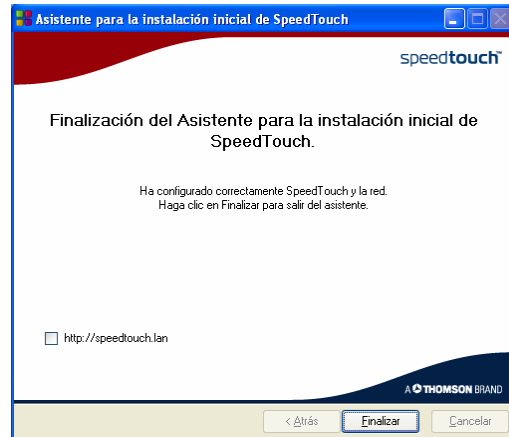 Asistente para la instalación inicial de SpeedTouch
speedtouch™
Finalización del Asistente para la instalación inicial de
SpeedTouch.
Ha configurado correctamente SpeedTouch y la red.
Haga clic en Finalizar para salir del asistente.
http://speedtouch.lan
A THOMSON BRAND
< Atrás
Finalizar
Cancelar